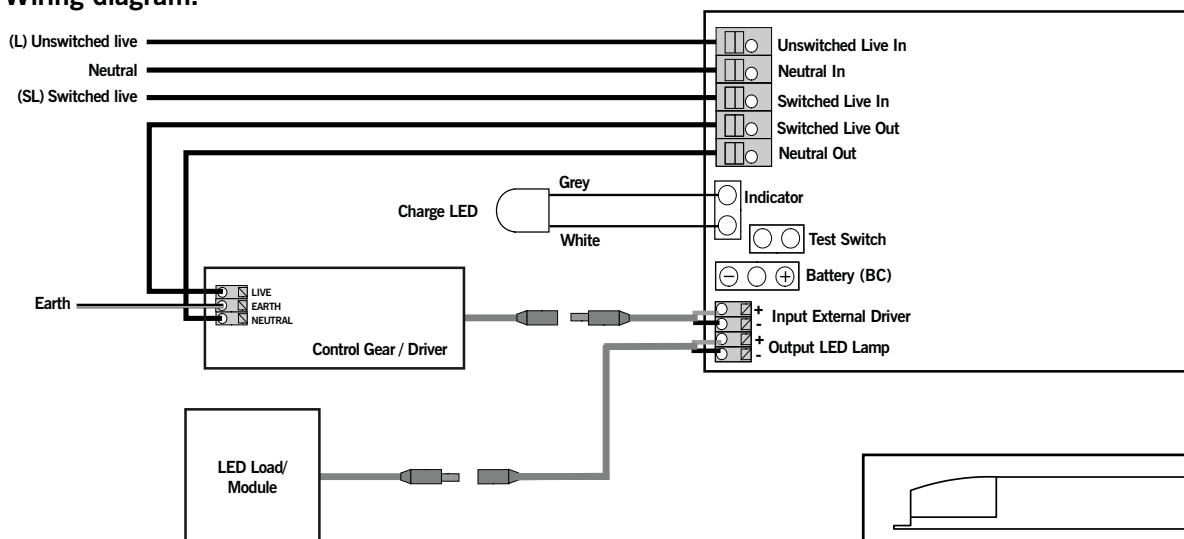 Wiring diagram:
(L) Unswitched live
Neutral
(SL) Switched live
Unswitched Live In
Neutral In
Switched Live In
Switched Live Out
Neutral Out
Grey
Charge LED
White
Indicator
Test Switch
- + Battery (BC)
Earth
LIVE
EARTH
NEUTRAL
Control Gear / Driver
+
-
Input External Driver
+
-
Output LED Lamp
LED Load/
Module